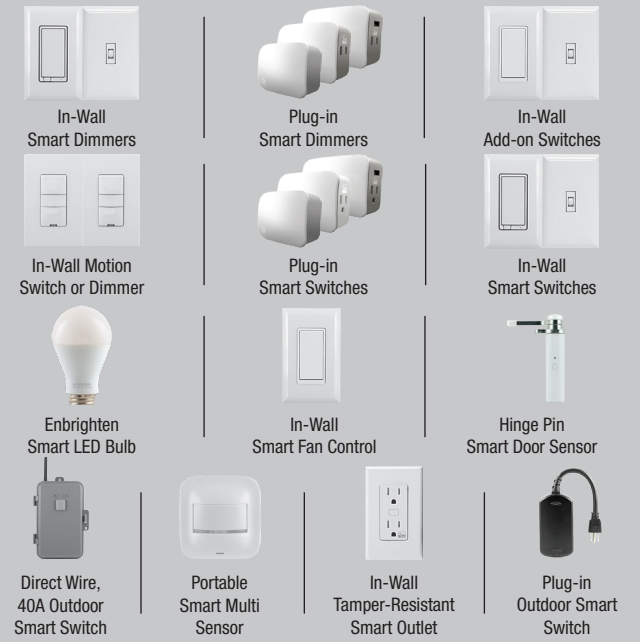 In-Wall
Smart Dimmers
Plug-in
Smart Dimmers
In-Wall
Add-on Switches
In-Wall Motion
Switch or Dimmer
Plug-in
Smart Switches
In-Wall
Smart Switches
Enbrighten
Smart LED Bulb
In-Wall
Smart Fan Control
Hinge Pin
Smart Door Sensor
Direct Wire,
40A Outdoor
Smart Switch
Portable
Smart Multi
Sensor
In-Wall
Tamper-Resistant
Smart Outlet
Plug-in
Outdoor Smart
Switch